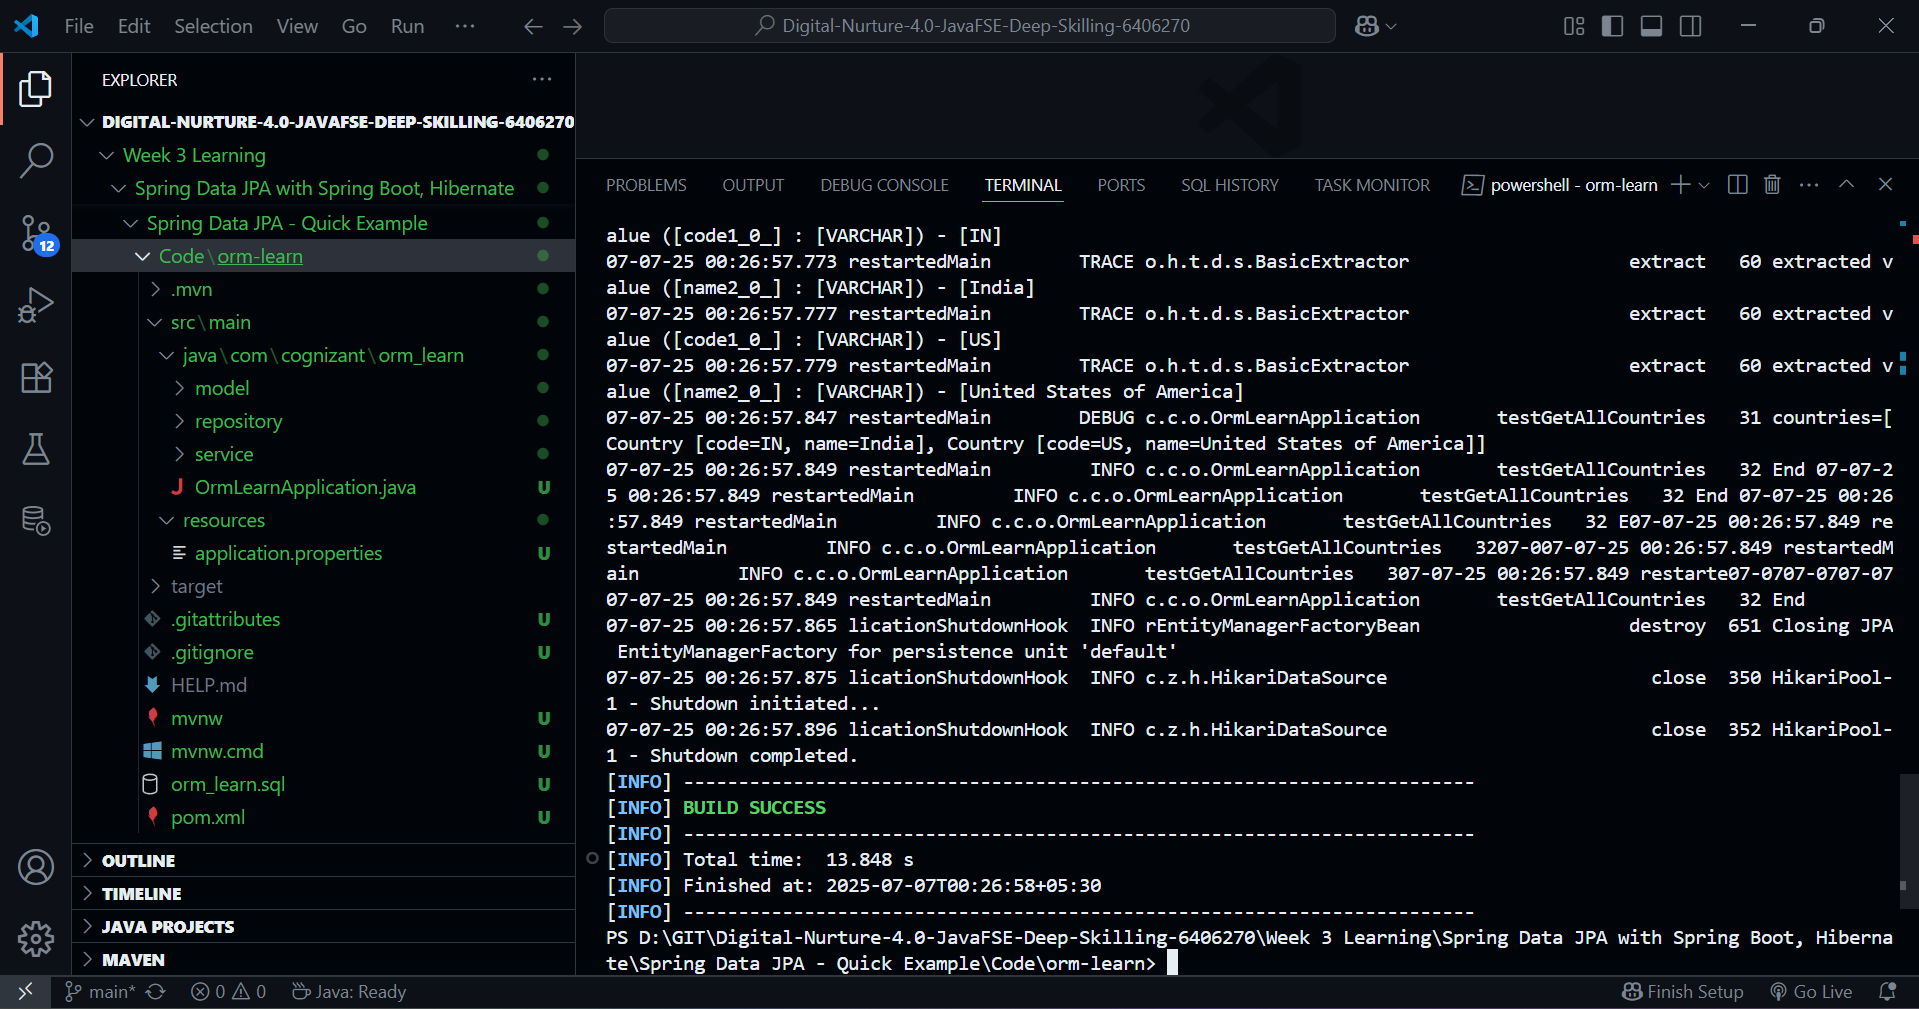 File Edit Selection View Go Run ···
Digital-Nurture-4.0-JavaFSE-Deep-Skilling-6406270
EXPLORER
DIGITAL-NURTURE-4.0-JAVAFSE-DEEP-SKILLING-6406270
Week 3 Learning
Spring Data JPA with Spring Boot, Hibernate
Spring Data JPA - Quick Example
Code\orm-learn
.mvn
src\main
java\com\cognizant\orm_learn
model
repository
service
OrmLearnApplication.java U
resources
application.properties U
target
.gitattributes U
.gitignore U
HELP.md
mvnw U
mvnw.cmd U
orm_learn.sql U
pom.xml U
OUTLINE
TIMELINE
JAVA PROJECTS
MAVEN
12
PROBLEMS OUTPUT DEBUG CONSOLE TERMINAL PORTS SQL HISTORY TASK MONITOR powershell - orm-learn
alue ([code1_0_] : [VARCHAR]) - [IN]
07-07-25 00:26:57.773 restartedMain        TRACE o.h.t.d.s.BasicExtractor                    extract   60 extracted v
alue ([name2_0_] : [VARCHAR]) - [India]
07-07-25 00:26:57.777 restartedMain        TRACE o.h.t.d.s.BasicExtractor                    extract   60 extracted v
alue ([code1_0_] : [VARCHAR]) - [US]
07-07-25 00:26:57.779 restartedMain        TRACE o.h.t.d.s.BasicExtractor                    extract   60 extracted v
alue ([name2_0_] : [VARCHAR]) - [United States of America]
07-07-25 00:26:57.847 restartedMain        DEBUG c.c.o.OrmLearnApplication       testGetAllCountries   31 countries=[
Country [code=IN, name=India], Country [code=US, name=United States of America]]
07-07-25 00:26:57.849 restartedMain         INFO c.c.o.OrmLearnApplication       testGetAllCountries   32 End 07-07-2
5 00:26:57.849 restartedMain         INFO c.c.o.OrmLearnApplication       testGetAllCountries   32 End 07-07-25 00:26
:57.849 restartedMain         INFO c.c.o.OrmLearnApplication       testGetAllCountries   32 E07-07-25 00:26:57.849 re
startedMain         INFO c.c.o.OrmLearnApplication       testGetAllCountries   3207-007-07-25 00:26:57.849 restartedM
ain         INFO c.c.o.OrmLearnApplication       testGetAllCountries   307-07-25 00:26:57.849 restarte07-0707-0707-07
07-07-25 00:26:57.849 restartedMain         INFO c.c.o.OrmLearnApplication       testGetAllCountries   32 End
07-07-25 00:26:57.865 licationShutdownHook  INFO rEntityManagerFactoryBean                   destroy  651 Closing JPA
 EntityManagerFactory for persistence unit 'default'
07-07-25 00:26:57.875 licationShutdownHook  INFO c.z.h.HikariDataSource                        close  350 HikariPool-
1 - Shutdown initiated...
07-07-25 00:26:57.896 licationShutdownHook  INFO c.z.h.HikariDataSource                        close  352 HikariPool-
1 - Shutdown completed.
[INFO] ------------------------------------------------------------------------
[INFO] BUILD SUCCESS
[INFO] ------------------------------------------------------------------------
[INFO] Total time:  13.848 s
[INFO] Finished at: 2025-07-07T00:26:58+05:30
[INFO] ------------------------------------------------------------------------
PS D:\GIT\Digital-Nurture-4.0-JavaFSE-Deep-Skilling-6406270\Week 3 Learning\Spring Data JPA with Spring Boot, Hiberna
te\Spring Data JPA - Quick Example\Code\orm-learn>
main* 0 0 Java: Ready Finish Setup Go Live